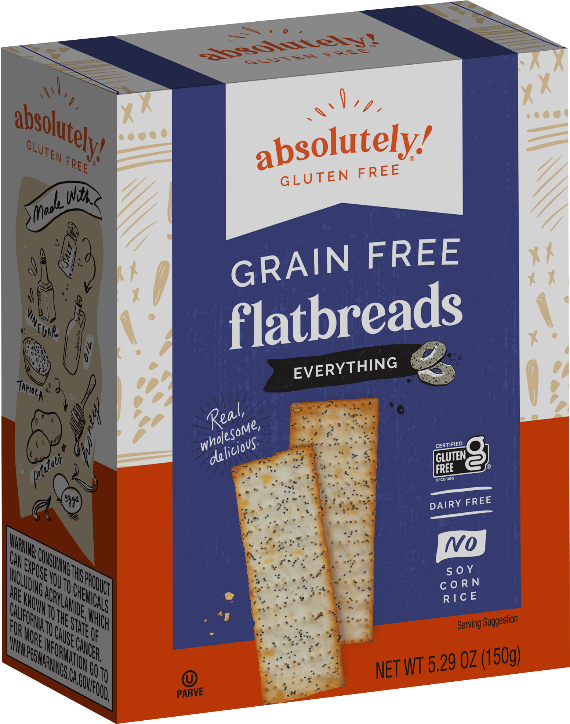 absolutely!
GLUTEN FREE
absolutely!
GLUTEN FREE
Made With
SALT
VINEGAR
OIL
TAPIOCA
potatoes
honey
eggs
WARNING: CONSUMING THIS PRODUCT
CAN EXPOSE YOU TO CHEMICALS
INCLUDING ACRYLAMIDE, WHICH
ARE KNOWN TO THE STATE OF
CALIFORNIA TO CAUSE CANCER.
FOR MORE INFORMATION GO TO
WWW.P65WARNINGS.CA.GOV/FOOD.
absolutely!®
GLUTEN FREE
GRAIN FREE
flatbreads
EVERYTHING
Real,
wholesome,
delicious.
CERTIFIED
GLUTEN
FREE
DAIRY FREE
NO
SOY
CORN
RICE
Serving Suggestion
NET WT 5.29 OZ (150g)
U
PARVE